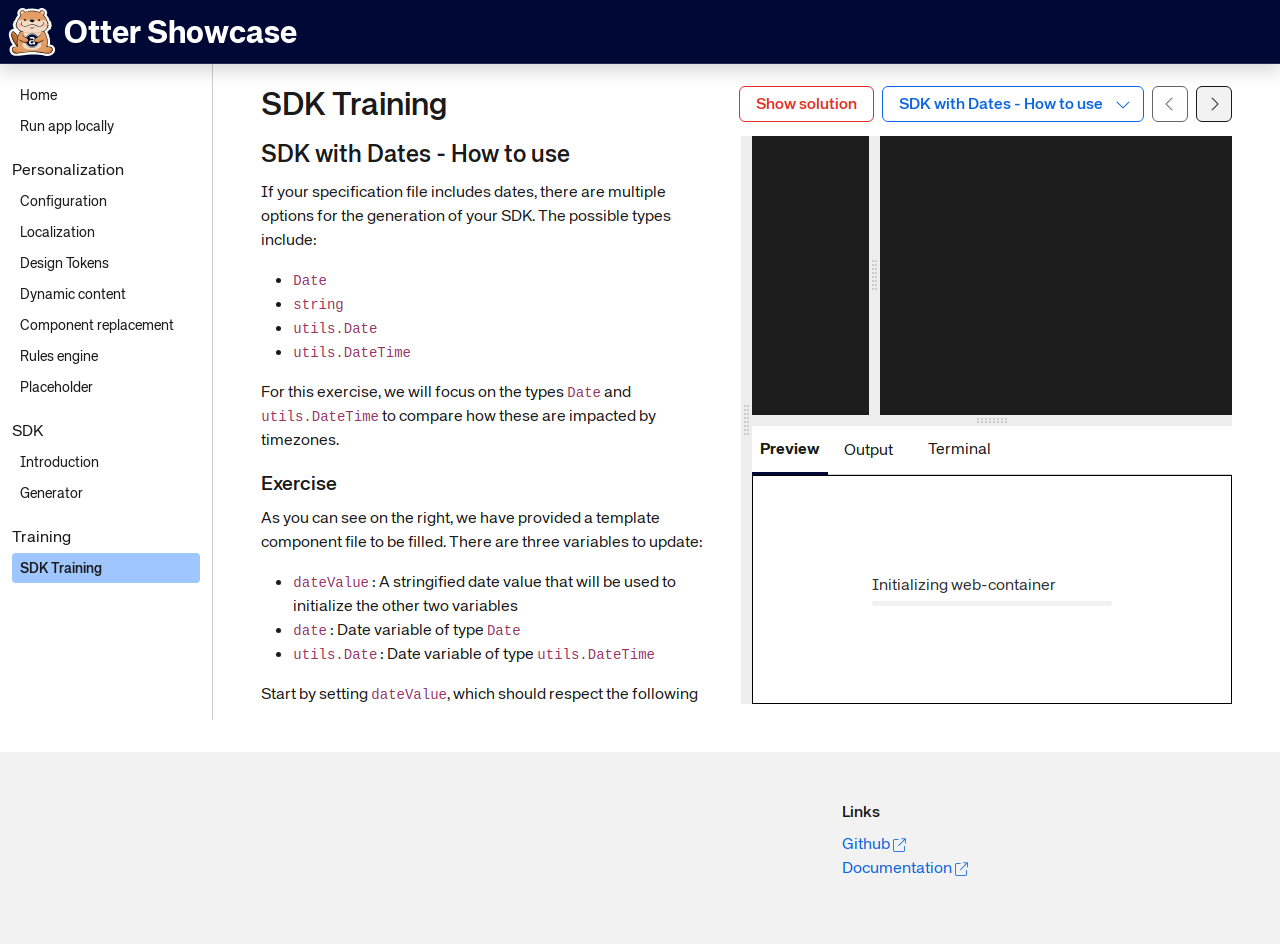 Otter Showcase
Home
Run app locally
Personalization
Configuration
Localization
Design Tokens
Dynamic content
Component replacement
Rules engine
Placeholder
SDK
Introduction
Generator
Training
SDK Training
SDK Training
Show solution
SDK with Dates - How to use
SDK with Dates - How to use
If your specification file includes dates, there are multiple
options for the generation of your SDK. The possible types
include:
Date
string
utils.Date
utils.DateTime
For this exercise, we will focus on the types Date and
utils.DateTime to compare how these are impacted by
timezones.
Exercise
As you can see on the right, we have provided a template
component file to be filled. There are three variables to update:
dateValue : A stringified date value that will be used to
initialize the other two variables
date : Date variable of type Date
utils.Date : Date variable of type utils.DateTime
Start by setting dateValue, which should respect the following
Preview
Output
Terminal
Initializing web-container
Links
Github
Documentation